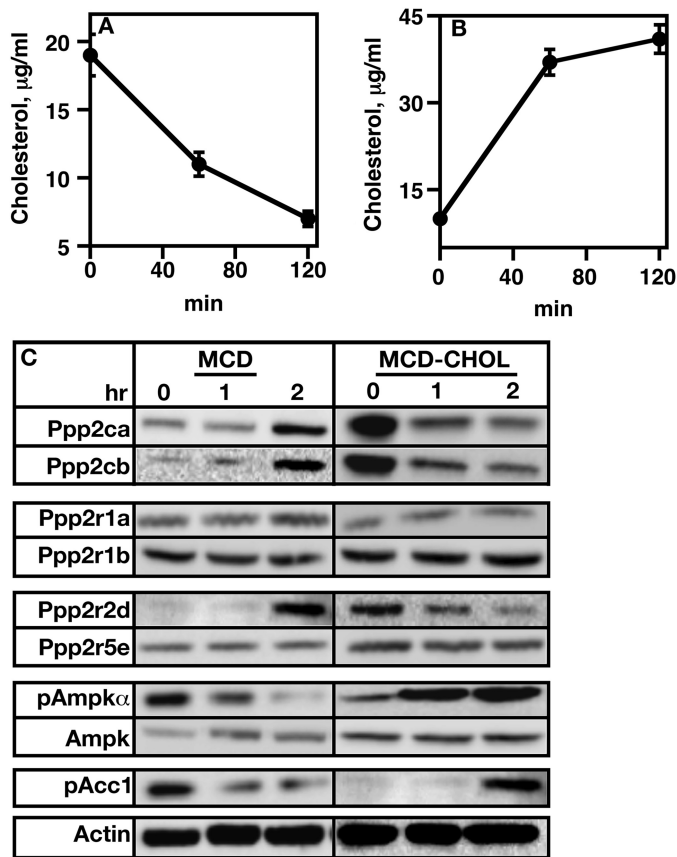 A
Cholesterol, μg/ml
20
15
10
5
0 40 80 120
min
B
Cholesterol, μg/ml
45
30
15
0 40 80 120
min
C MCD MCD-CHOL
hr 0 1 2 0 1 2
Ppp2ca
Ppp2cb
Ppp2r1a
Ppp2r1b
Ppp2r2d
Ppp2r5e
pAmpkα
Ampk
pAcc1
Actin